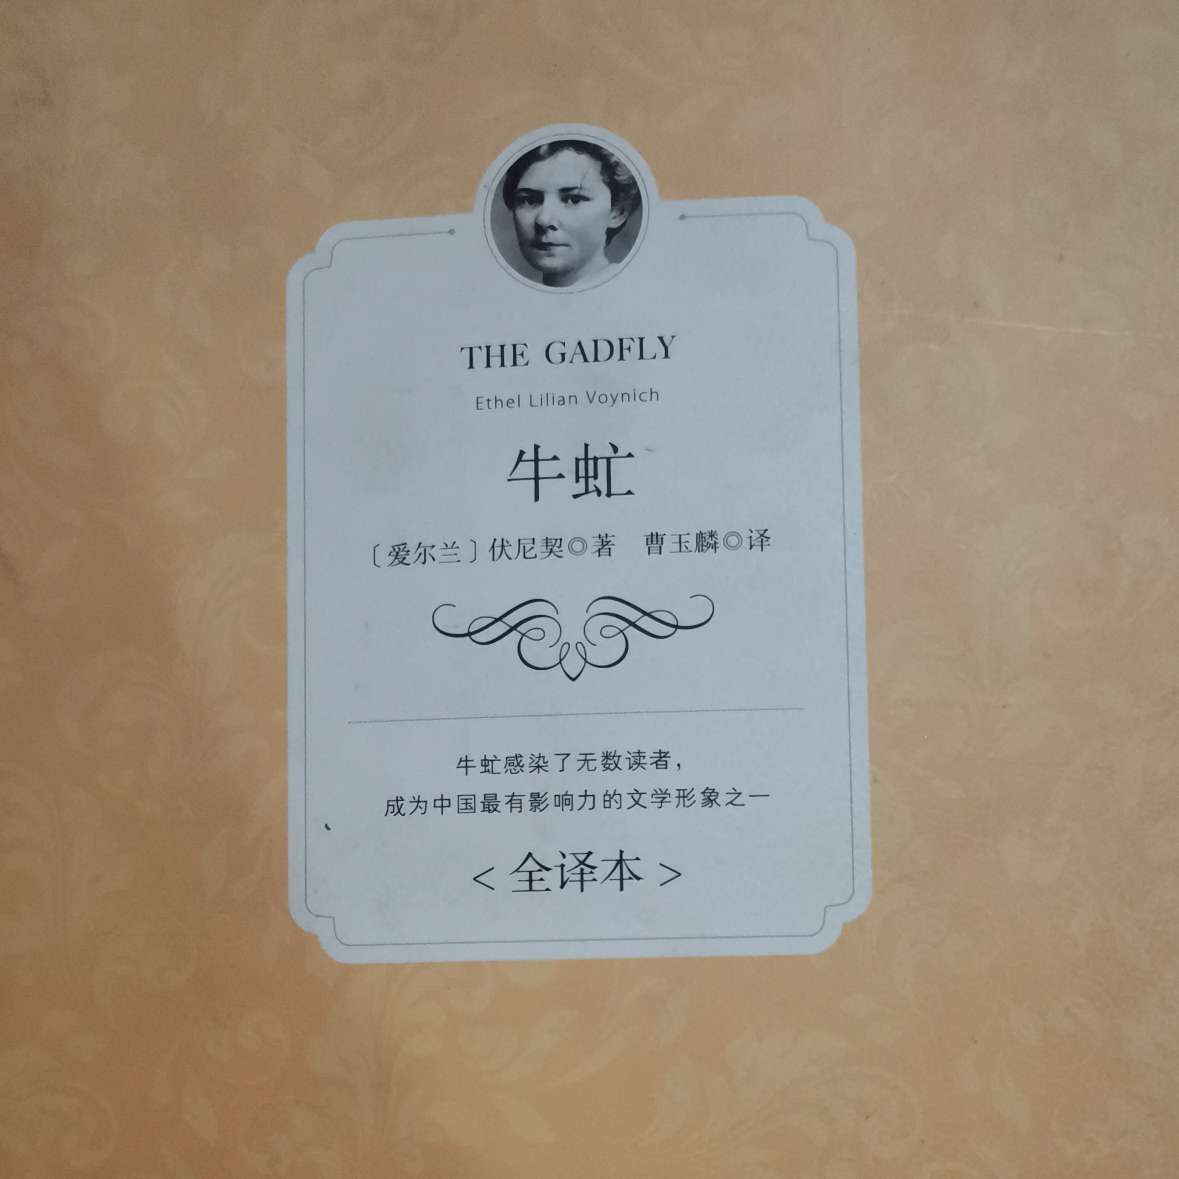 THE GADFLY
Ethel Lilian Voynich
牛虻
〔爱尔兰〕伏尼契◎著　曹玉麟◎译
牛虻感染了无数读者，
成为中国最有影响力的文学形象之一
<全译本>